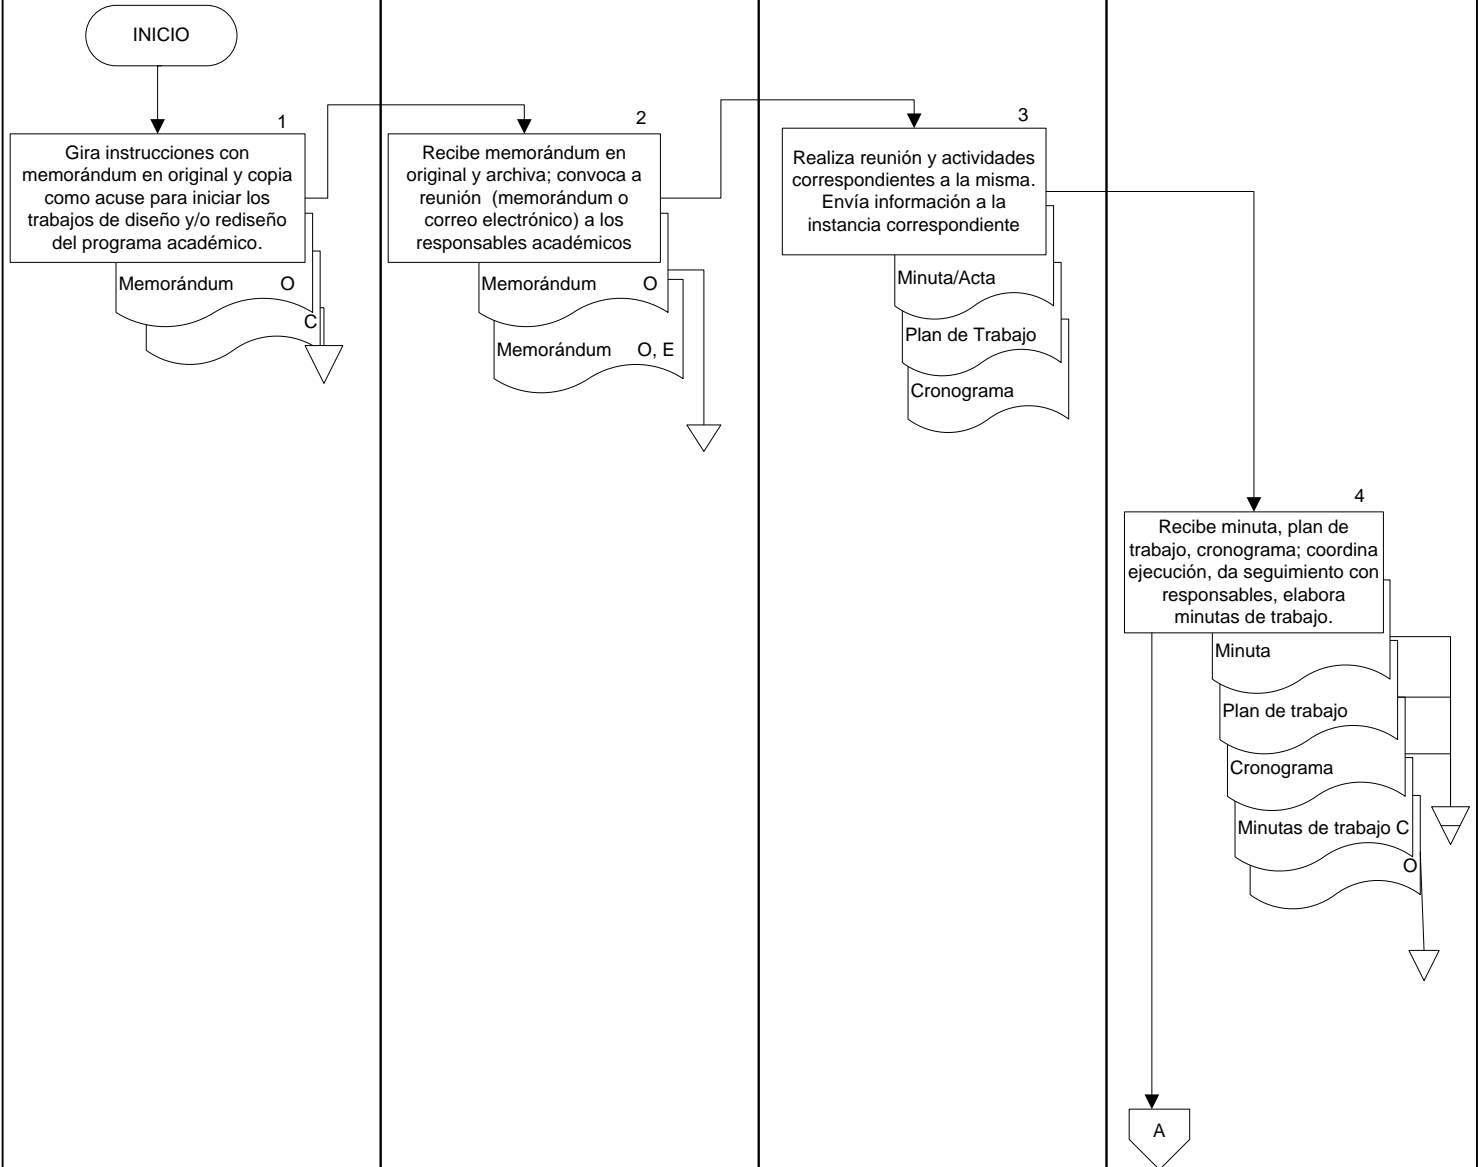 INICIO
1
Gira instrucciones con
memorándum en original y copia
como acuse para iniciar los
trabajos de diseño y/o rediseño
del programa académico.
Memorándum O
C
2
Recibe memorándum en
original y archiva; convoca a
reunión (memorándum o
correo electrónico) a los
responsables académicos
Memorándum O
Memorándum O, E
3
Realiza reunión y actividades
correspondientes a la misma.
Envía información a la
instancia correspondiente
Minuta/Acta
Plan de Trabajo
Cronograma
4
Recibe minuta, plan de
trabajo, cronograma; coordina
ejecución, da seguimiento con
responsables, elabora
minutas de trabajo.
Minuta
Plan de trabajo
Cronograma
Minutas de trabajo C
O
A